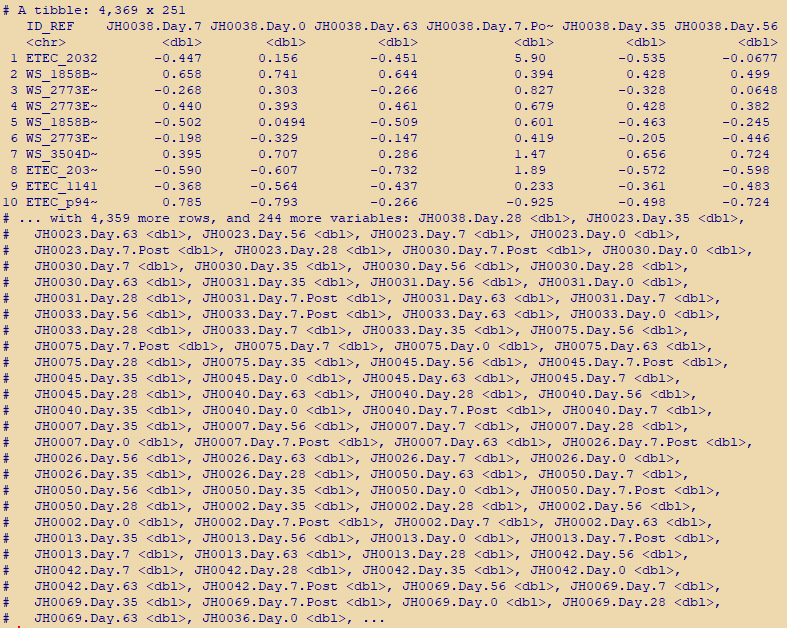 # A tibble: 4,369 x 251
ID_REF JH0038.Day.7 JH0038.Day.0 JH0038.Day.63 JH0038.Day.7.Po~ JH0038.Day.35 JH0038.Day.56
<chr> <dbl> <dbl> <dbl> <dbl> <dbl> <dbl>
1 ETEC_2032 -0.447 0.156 -0.451 5.90 -0.535 -0.0677
2 WS_1858B~ 0.658 0.741 0.644 0.394 0.428 0.499
3 WS_2773E~ -0.268 0.303 -0.266 0.827 -0.328 0.0648
4 WS_2773E~ 0.440 0.393 0.461 0.679 0.428 0.382
5 WS_1858B~ -0.502 0.0494 -0.509 0.601 -0.463 -0.245
6 WS_2773E~ -0.198 -0.329 -0.147 0.419 -0.205 -0.446
7 WS_3504D~ 0.395 0.707 0.286 1.47 0.656 0.724
8 ETEC_203~ -0.590 -0.607 -0.732 1.89 -0.572 -0.598
9 ETEC_1141 -0.368 -0.564 -0.437 0.233 -0.361 -0.483
10 ETEC_p94~ 0.785 -0.793 -0.266 -0.925 -0.498 -0.724
# ... with 4,359 more rows, and 244 more variables: JH0038.Day.28 <dbl>, JH0023.Day.35 <dbl>,
# JH0023.Day.63 <dbl>, JH0023.Day.56 <dbl>, JH0023.Day.7 <dbl>, JH0023.Day.0 <dbl>,
# JH0023.Day.7.Post <dbl>, JH0023.Day.28 <dbl>, JH0030.Day.7.Post <dbl>, JH0030.Day.0 <dbl>,
# JH0030.Day.7 <dbl>, JH0030.Day.35 <dbl>, JH0030.Day.56 <dbl>, JH0030.Day.28 <dbl>,
# JH0030.Day.63 <dbl>, JH0031.Day.35 <dbl>, JH0031.Day.56 <dbl>, JH0031.Day.0 <dbl>,
# JH0031.Day.28 <dbl>, JH0031.Day.7.Post <dbl>, JH0031.Day.63 <dbl>, JH0031.Day.7 <dbl>,
# JH0033.Day.56 <dbl>, JH0033.Day.7.Post <dbl>, JH0033.Day.63 <dbl>, JH0033.Day.0 <dbl>,
# JH0033.Day.28 <dbl>, JH0033.Day.7 <dbl>, JH0033.Day.35 <dbl>, JH0075.Day.56 <dbl>,
# JH0075.Day.7.Post <dbl>, JH0075.Day.7 <dbl>, JH0075.Day.0 <dbl>, JH0075.Day.63 <dbl>,
# JH0075.Day.28 <dbl>, JH0075.Day.35 <dbl>, JH0045.Day.56 <dbl>, JH0045.Day.7.Post <dbl>,
# JH0045.Day.35 <dbl>, JH0045.Day.0 <dbl>, JH0045.Day.63 <dbl>, JH0045.Day.7 <dbl>,
# JH0045.Day.28 <dbl>, JH0040.Day.63 <dbl>, JH0040.Day.28 <dbl>, JH0040.Day.56 <dbl>,
# JH0040.Day.35 <dbl>, JH0040.Day.0 <dbl>, JH0040.Day.7.Post <dbl>, JH0040.Day.7 <dbl>,
# JH0007.Day.35 <dbl>, JH0007.Day.56 <dbl>, JH0007.Day.7 <dbl>, JH0007.Day.28 <dbl>,
# JH0007.Day.0 <dbl>, JH0007.Day.7.Post <dbl>, JH0007.Day.63 <dbl>, JH0026.Day.7.Post <dbl>,
# JH0026.Day.56 <dbl>, JH0026.Day.63 <dbl>, JH0026.Day.7 <dbl>, JH0026.Day.0 <dbl>,
# JH0026.Day.35 <dbl>, JH0026.Day.28 <dbl>, JH0050.Day.63 <dbl>, JH0050.Day.7 <dbl>,
# JH0050.Day.56 <dbl>, JH0050.Day.35 <dbl>, JH0050.Day.0 <dbl>, JH0050.Day.7.Post <dbl>,
# JH0050.Day.28 <dbl>, JH0002.Day.35 <dbl>, JH0002.Day.28 <dbl>, JH0002.Day.56 <dbl>,
# JH0002.Day.0 <dbl>, JH0002.Day.7.Post <dbl>, JH0002.Day.7 <dbl>, JH0002.Day.63 <dbl>,
# JH0013.Day.35 <dbl>, JH0013.Day.56 <dbl>, JH0013.Day.0 <dbl>, JH0013.Day.7.Post <dbl>,
# JH0013.Day.7 <dbl>, JH0013.Day.63 <dbl>, JH0013.Day.28 <dbl>, JH0042.Day.56 <dbl>,
# JH0042.Day.7 <dbl>, JH0042.Day.28 <dbl>, JH0042.Day.35 <dbl>, JH0042.Day.0 <dbl>,
# JH0042.Day.63 <dbl>, JH0042.Day.7.Post <dbl>, JH0069.Day.56 <dbl>, JH0069.Day.7 <dbl>,
# JH0069.Day.35 <dbl>, JH0069.Day.7.Post <dbl>, JH0069.Day.0 <dbl>, JH0069.Day.28 <dbl>,
# JH0069.Day.63 <dbl>, JH0036.Day.0 <dbl>, ...